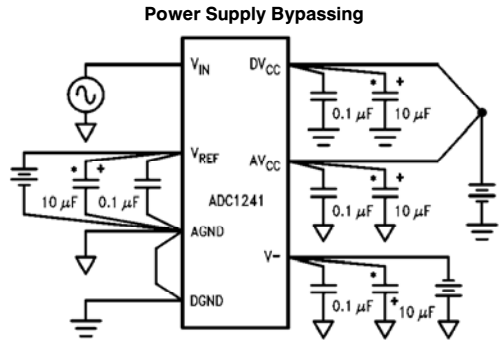 Power Supply Bypassing
V_IN
DV_CC
* +
0.1 μF
10 μF
V_REF
* +
10 μF
0.1 μF
AV_CC
* +
0.1 μF
10 μF
ADC1241
AGND
V-
*
0.1 μF
+
10 μF
DGND